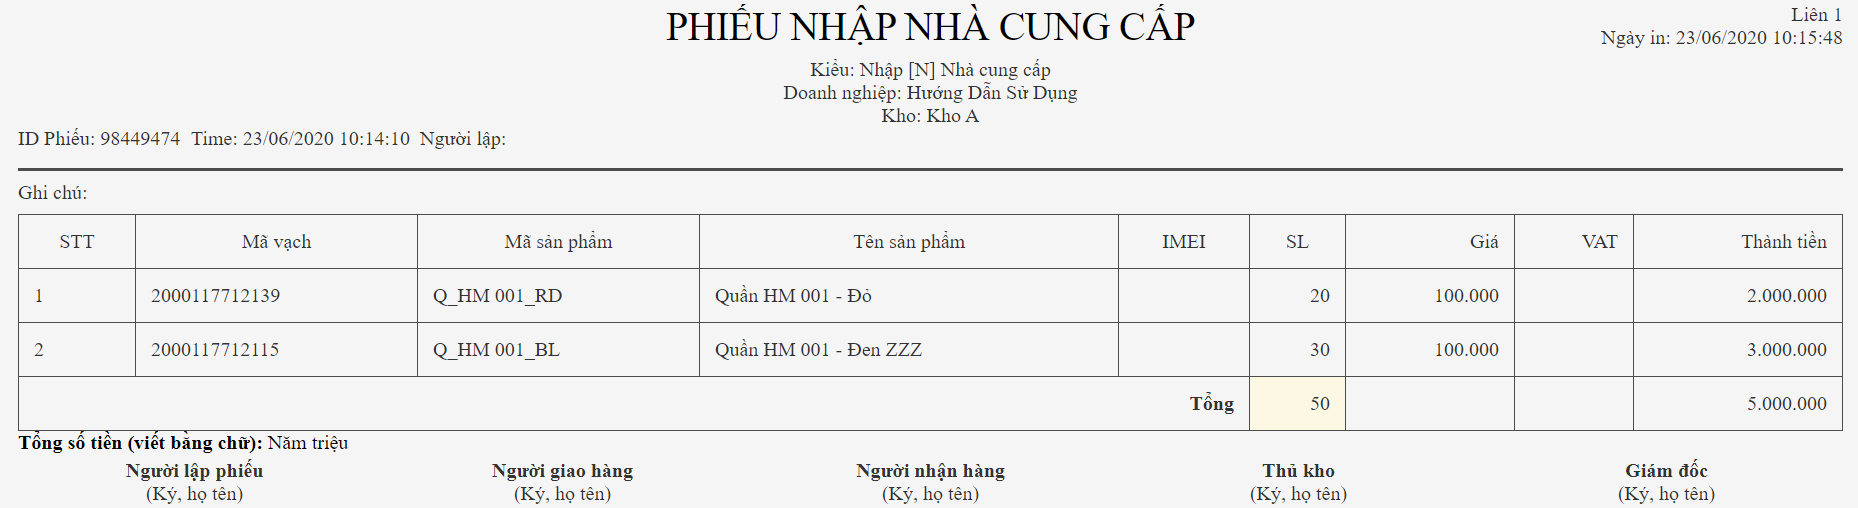 PHIẾU NHẬP NHÀ CUNG CẤP
Liên 1
Ngày in: 23/06/2020 10:15:48
Kiểu: Nhập [N] Nhà cung cấp
Doanh nghiệp: Hướng Dẫn Sử Dụng
Kho: Kho A
ID Phiếu: 98449474 Time: 23/06/2020 10:14:10 Người lập:
Ghi chú:
STT Mã vạch Mã sản phẩm Tên sản phẩm IMEI SL Giá VAT Thành tiền
1 2000117712139 Q_HM 001_RD Quần HM 001 - Đỏ 20 100.000 2.000.000
2 2000117712115 Q_HM 001_BL Quần HM 001 - Đen ZZZ 30 100.000 3.000.000
Tổng 50 5.000.000
Tổng số tiền (viết bằng chữ): Năm triệu
Người lập phiếu Người giao hàng Người nhận hàng Thủ kho Giám đốc
(Ký, họ tên) (Ký, họ tên) (Ký, họ tên) (Ký, họ tên) (Ký, họ tên)